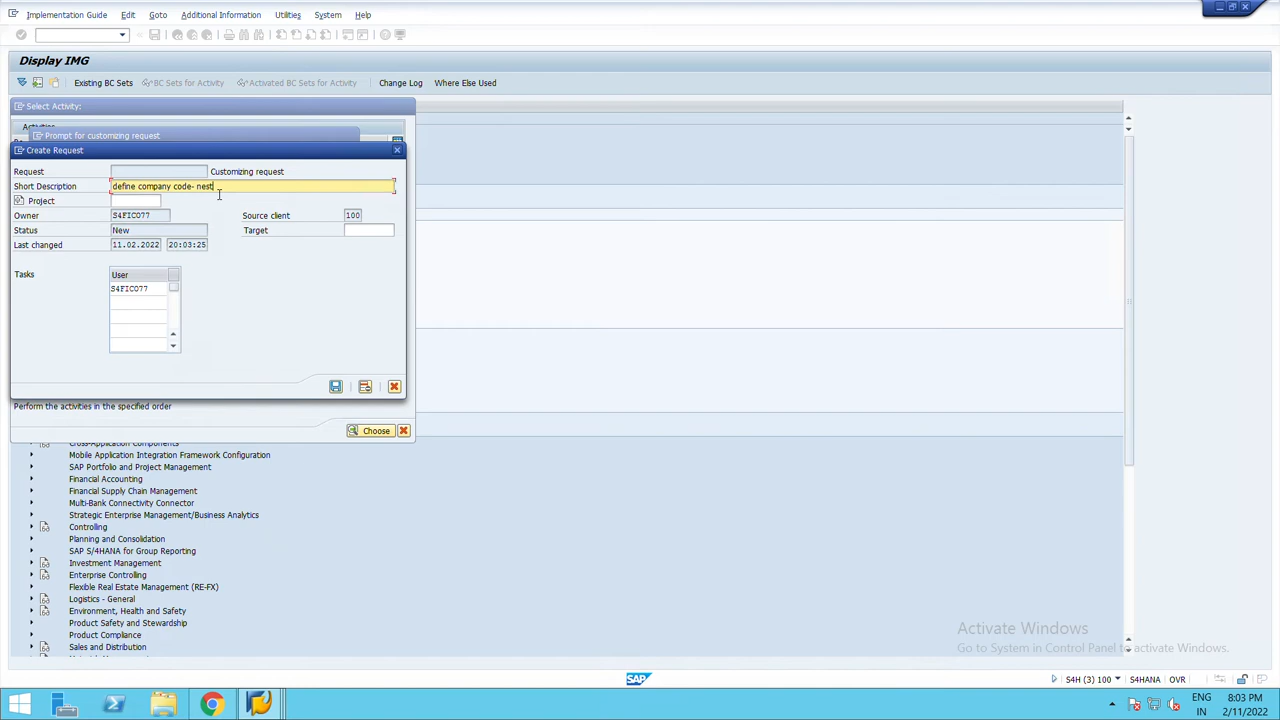 Implementation Guide Edit Goto Additional Information Utilities System Help
Display IMG
Existing BC Sets BC Sets for Activity Activated BC Sets for Activity Change Log Where Else Used
Select Activity:
Prompt for customizing request
Create Request
Request Customizing request
Short Description define company code- nest
Project
Owner S4FICO77 Source client 100
Status New Target
Last changed 11.02.2022 20:03:25
Tasks User
S4FICO77
Perform the activities in the specified order
Choose
Cross-Application Components
Mobile Application Integration Framework Configuration
SAP Portfolio and Project Management
Financial Accounting
Financial Supply Chain Management
Multi-Bank Connectivity Connector
Strategic Enterprise Management/Business Analytics
Controlling
Planning and Consolidation
SAP S/4HANA for Group Reporting
Investment Management
Enterprise Controlling
Flexible Real Estate Management (RE-FX)
Logistics - General
Environment, Health and Safety
Product Safety and Stewardship
Product Compliance
Sales and Distribution
Activate Windows
Go to System in Control Panel to activate Windows.
SAP S4H (3) 100 S4HANA OVR
ENG 8:03 PM
IN 2/11/2022